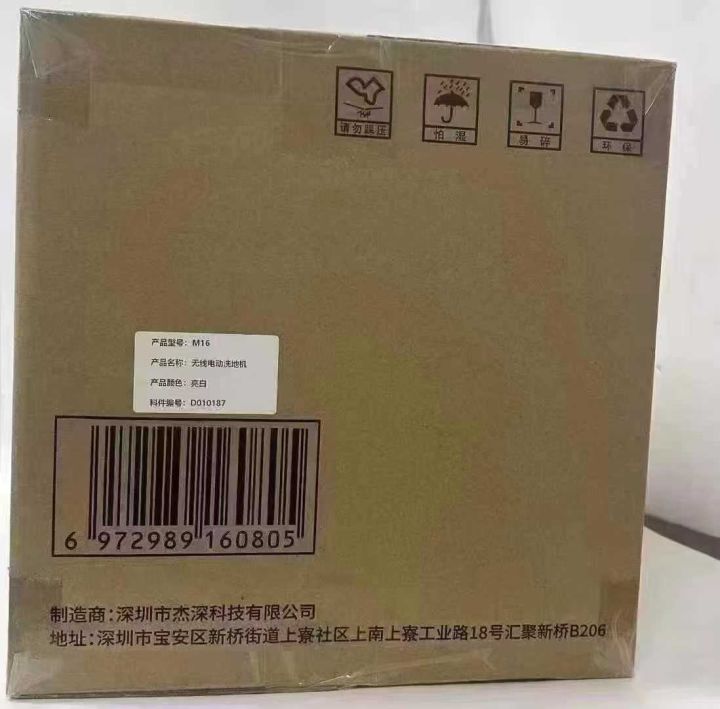 请勿踩压
怕湿
易碎
环保
产品型号：M16
产品名称：无线电动洗地机
产品颜色：亮白
料件编号：D010187
6 972989 160805
制造商：深圳市杰深科技有限公司
地址：深圳市宝安区新桥街道上寮社区上南上寮工业路18号汇聚新桥B206